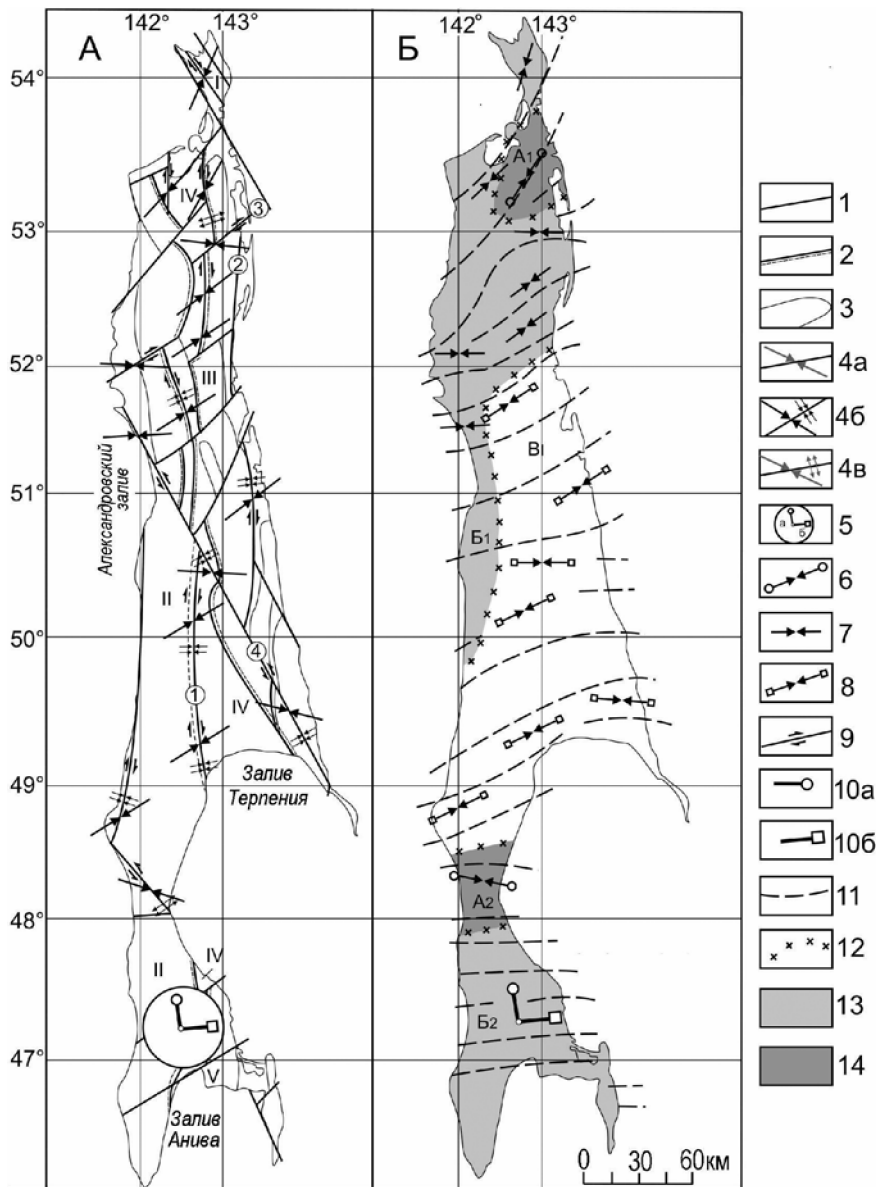 142° 143°
142° 143°
А
Б
54°
53°
52°
51°
50°
49°
48°
47°
I
IV
3
2
III
Александровский
залив
II
4
1
IV
Залив
Терпения
IV
II
V
Залив
Анива
А1
В1
Б1
А2
Б2
0 30 60 км
1
2
3
4а
4б
4в
а б 5
6
7
8
9
10а
10б
11
12
13
14